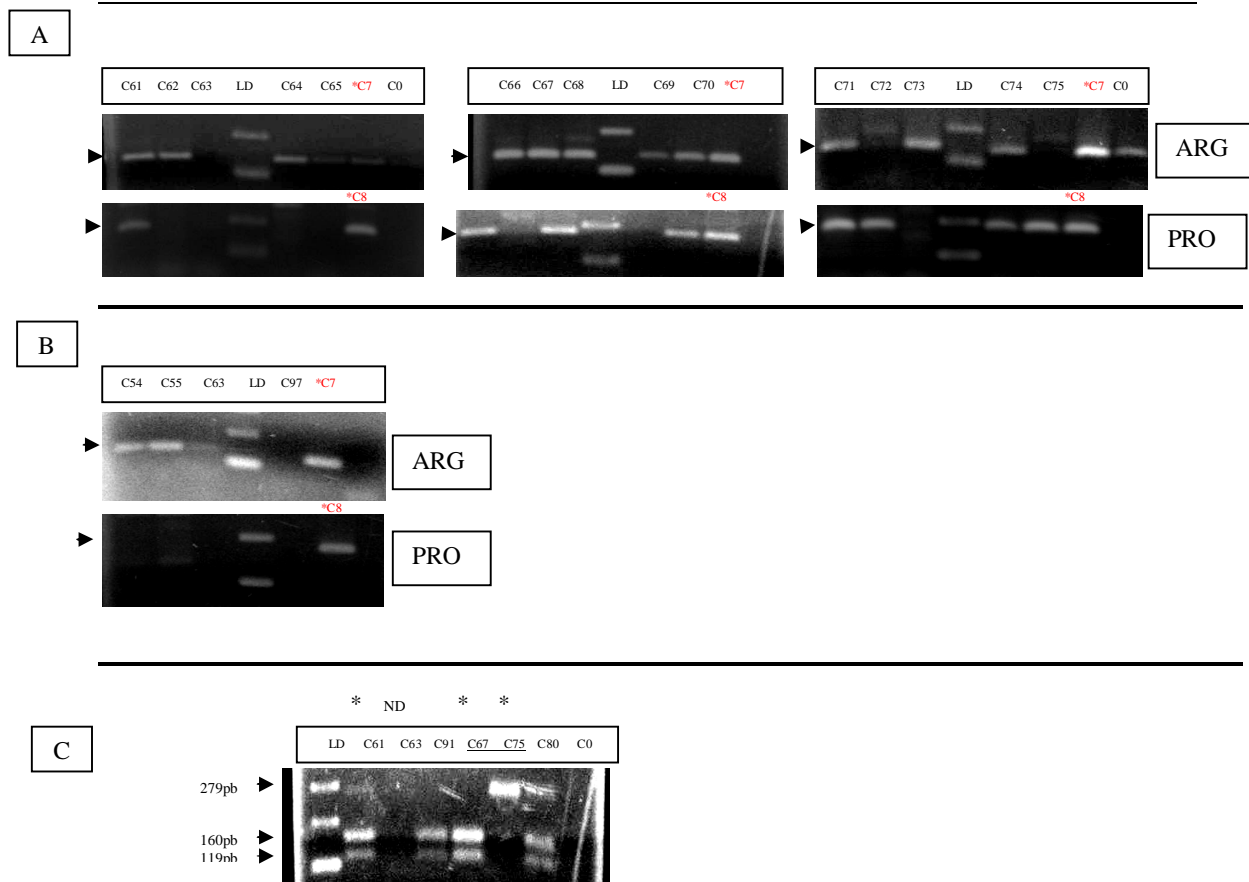 A
C61 C62 C63 LD C64 C65 *C7 C0
C66 C67 C68 LD C69 C70 *C7
C71 C72 C73 LD C74 C75 *C7 C0
ARG
*C8
*C8
*C8
PRO
B
C54 C55 C63 LD C97 *C7
ARG
*C8
PRO
* ND * *
C
LD C61 C63 C91 C67 C75 C80 C0
279pb
160pb
119pb